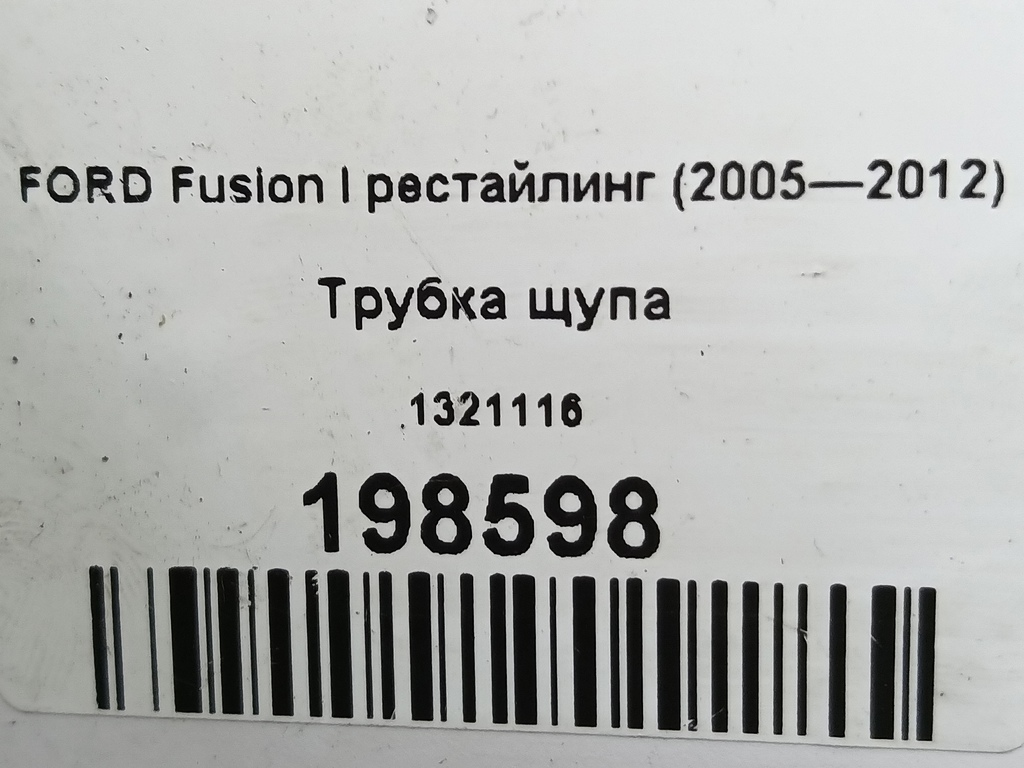 FORD Fusion I рестайлинг (2005—2012)
Трубка щупа
1321116
198598